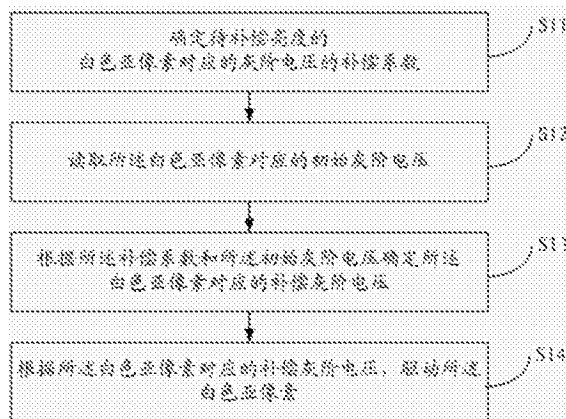 确定待补偿亮度的
白色亚像素对应的灰阶电压的补偿系数
S11
读取所述白色亚像素对应的初始灰阶电压
S12
根据所述补偿系数和所述初始灰阶电压确定所述
白色亚像素对应的补偿灰阶电压
S13
根据所述白色亚像素对应的补偿灰阶电压，驱动所述
白色亚像素
S14